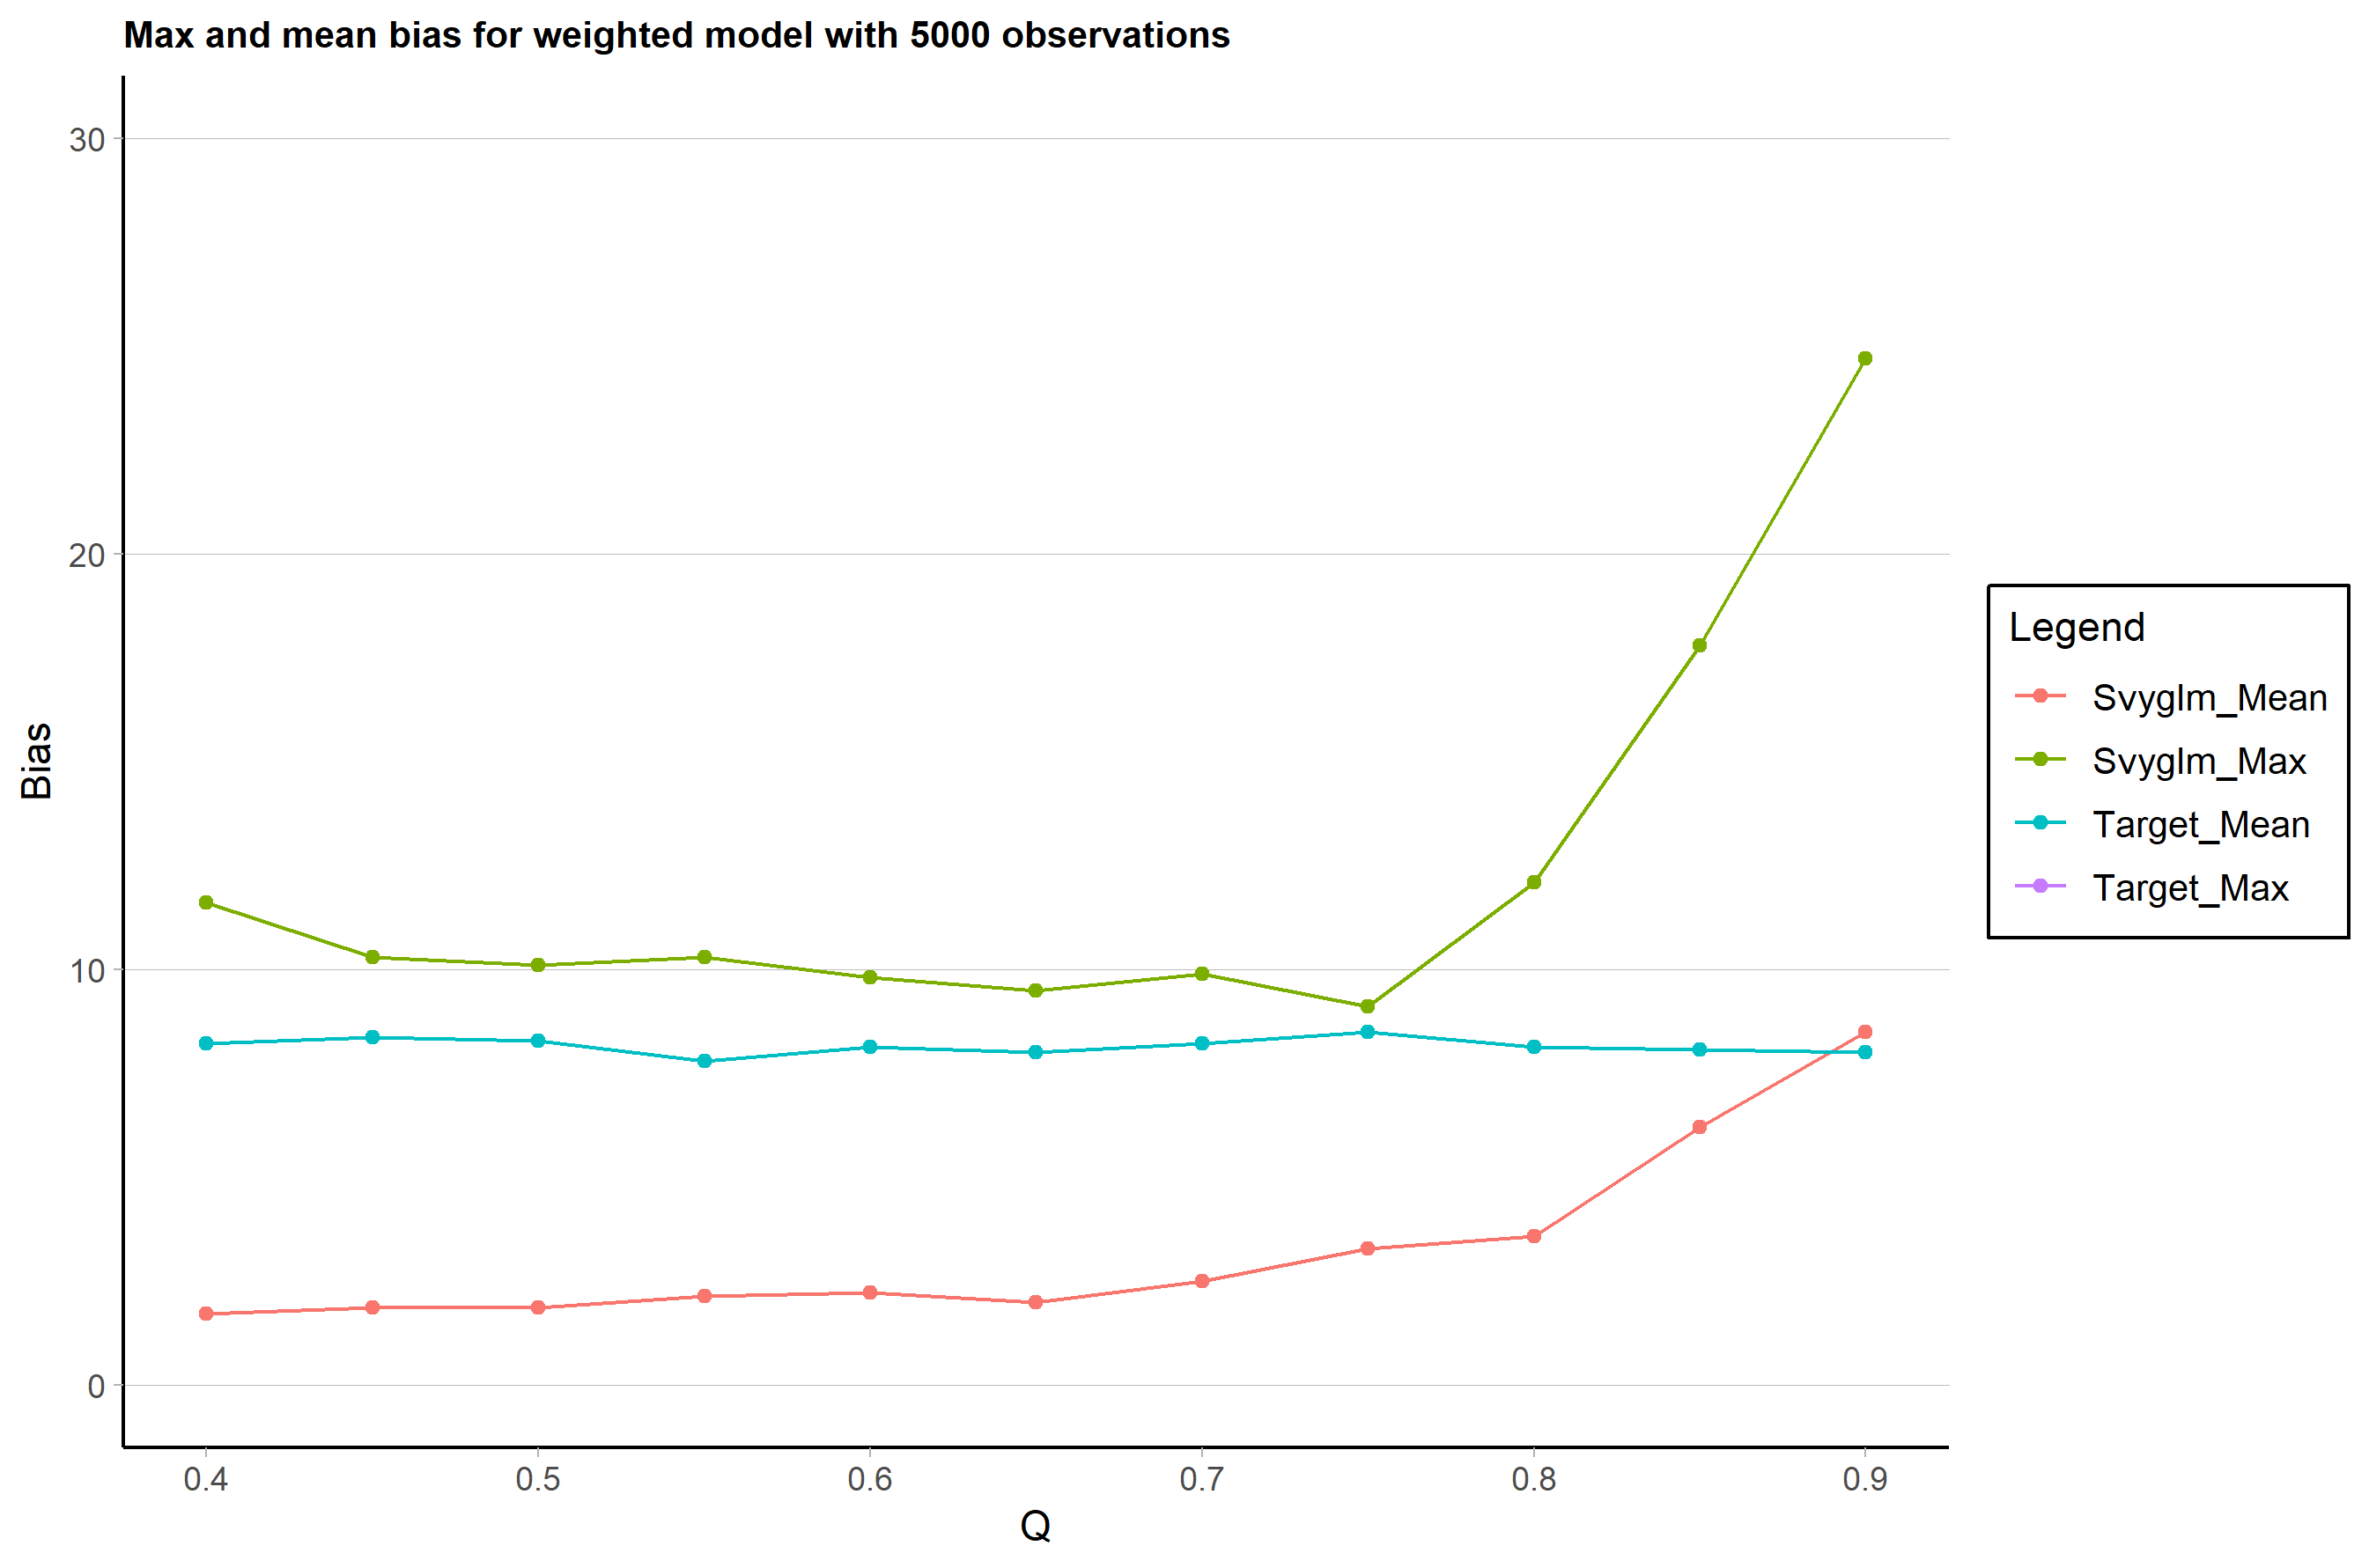 Max and mean bias for weighted model with 5000 observations
30
20
10
0
Bias
0.4 0.5 0.6 0.7 0.8 0.9
Q
Legend
Svyglm_Mean
Svyglm_Max
Target_Mean
Target_Max